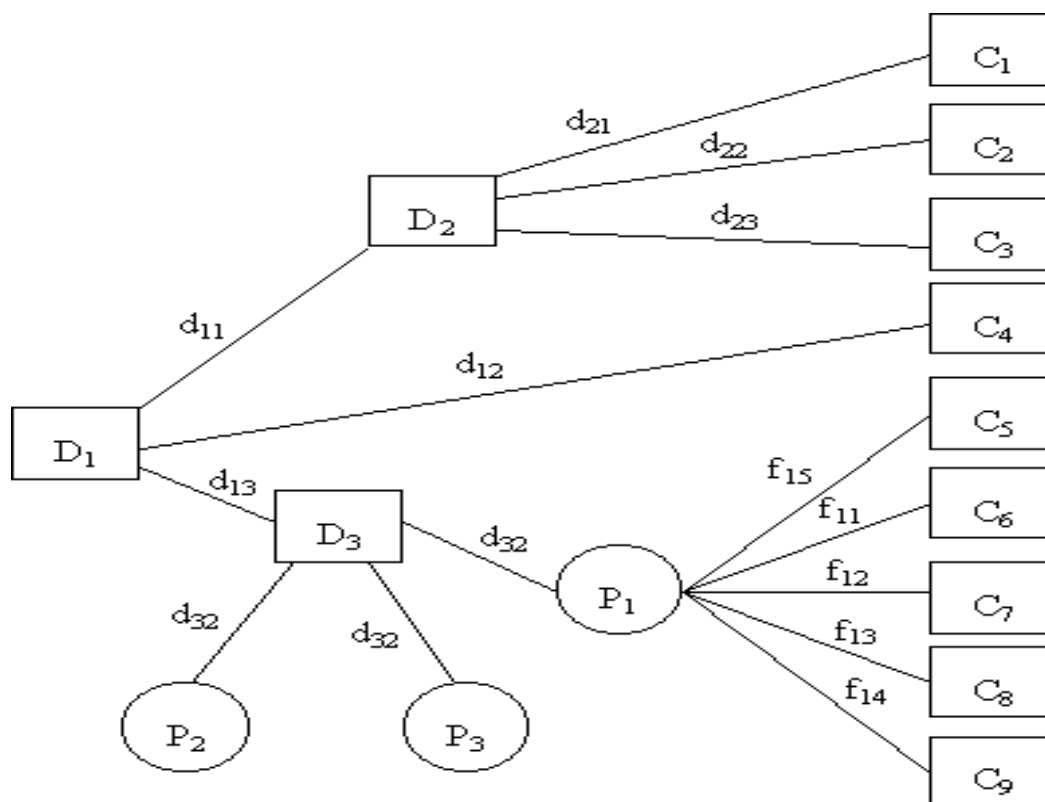 C₁
d₂₁
C₂
d₂₂
D₂
d₂₃
C₃
d₁₁
C₄
d₁₂
D₁
C₅
d₁₃
f₁₅
f₁₁
C₆
D₃
d₃₂
f₁₂
P₁
C₇
d₃₂
d₃₂
f₁₃
f₁₄
C₈
P₂
P₃
C₉